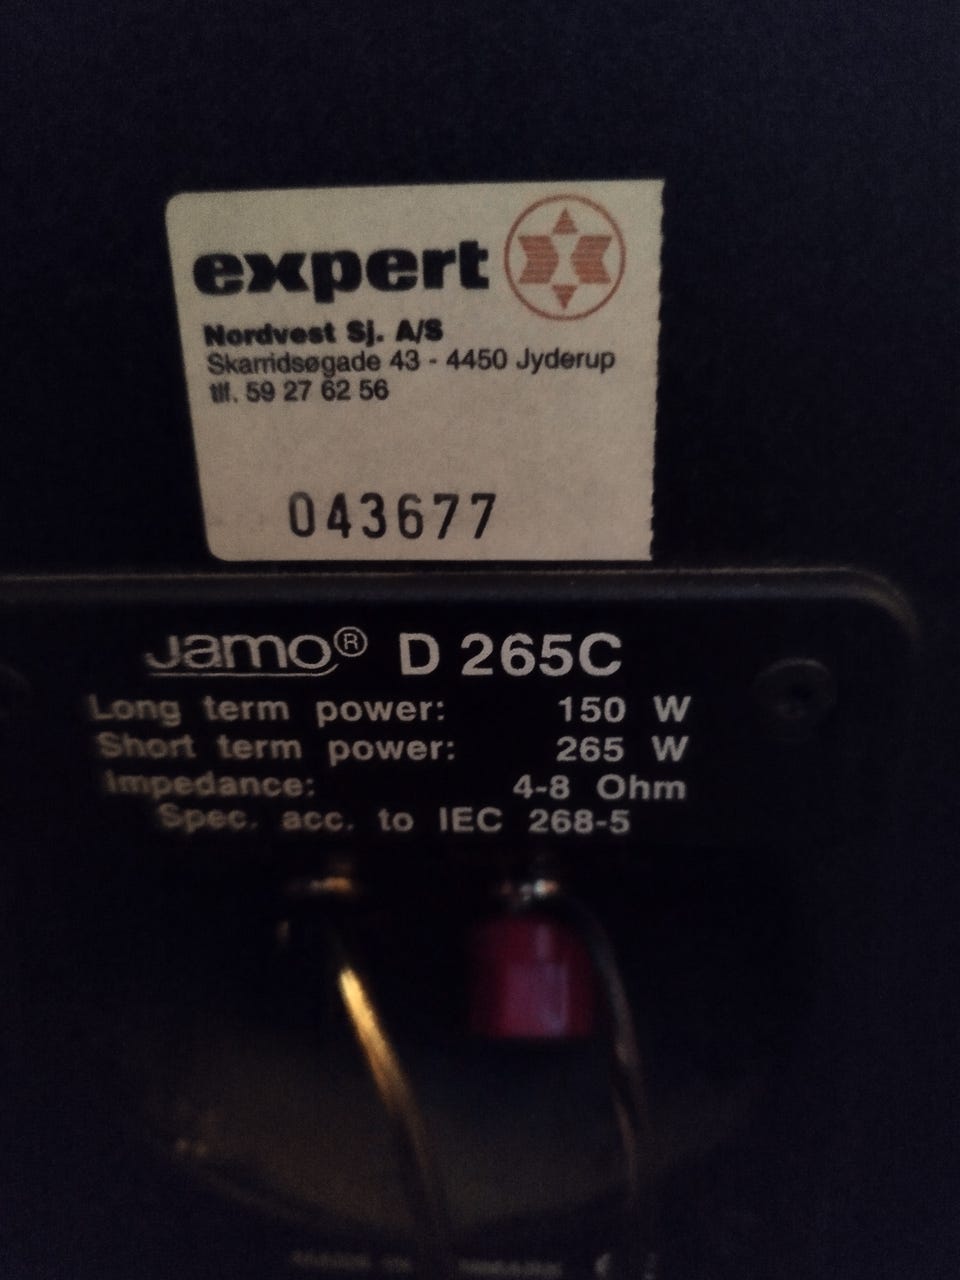 expert
Nordvest Sj. A/S
Skarridsøgade 43 - 4450 Jyderup
tlf. 59 27 62 56
043677
Jamo® D 265C
Long term power: 150 W
Short term power: 265 W
Impedance: 4-8 Ohm
Spec. acc. to IEC 268-5